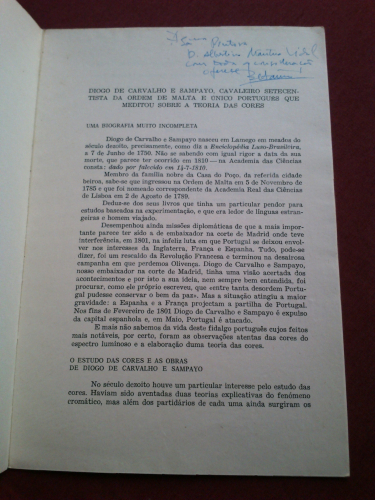 D. Albertino Martins Vidal
com toda a consideração
oferece
DIOGO DE CARVALHO E SAMPAYO, CAVALEIRO SETECEN-
TISTA DA ORDEM DE MALTA E ÚNICO PORTUGUÊS QUE
MEDITOU SOBRE A TEORIA DAS CORES
UMA BIOGRAFIA MUITO INCOMPLETA
Diogo de Carvalho e Sampayo nasceu em Lamego em meados do
século dezoito, precisamente, como diz a Enciclopédia Luso-Brasileira,
a 7 de Junho de 1750. Não se sabendo com igual rigor a data da sua
morte, que parece ter ocorrido em 1810 — na Academia das Ciências
consta: dado por falecido em 14-7-1819.
Membro da família nobre da Casa do Poço, da referida cidade
beiroa, sabe-se que ingressou na Ordem de Malta em 5 de Novembro de
1785 e que foi nomeado correspondente da Academia Real das Ciências
de Lisboa em 2 de Agosto de 1789.
Deduz-se dos seus livros que tinha um particular pendor para
estudos baseados na experimentação, e que era ledor de línguas estran-
geiras e homem viajado.
Desempenhou ainda missões diplomáticas de que a mais impor-
tante parece ter sido a de embaixador na corte de Madrid onde teve
interferência, em 1801, na infeliz luta em que Portugal se deixou envol-
ver nos interesses da Inglaterra, França e Espanha. Tudo, pode-se
dizer, foi um rescaldo da Revolução Francesa e terminou na desairosa
campanha em que perdemos Olivença. Diogo de Carvalho e Sampayo,
nosso embaixador na corte de Madrid, tinha uma visão acertada dos
acontecimentos e por isto a sua ideia, nem sempre bem entendida, foi
procurar, como ele próprio escreveu, que «entre tanta desordem Portu-
gal pudesse conservar o bem da paz». Mas a situação atingiu a maior
gravidade: a Espanha e a França projectam a partilha de Portugal.
Nos fins de Fevereiro de 1801 Diogo de Carvalho e Sampayo é expulso
da capital espanhola e, em Maio, Portugal é atacado.
E mais não sabemos da vida deste fidalgo português cujos feitos
mais notáveis, por certo, foram as observações atentas das cores do
espectro luminoso e a elaboração duma teoria das cores.
O ESTUDO DAS CORES E AS OBRAS
DE DIOGO DE CARVALHO E SAMPAYO
No século dezoito houve um particular interesse pelo estudo das
cores. Haviam sido aventadas duas teorias explicativas do fenómeno
cromático, mas além dos partidários de cada uma ainda surgiram os